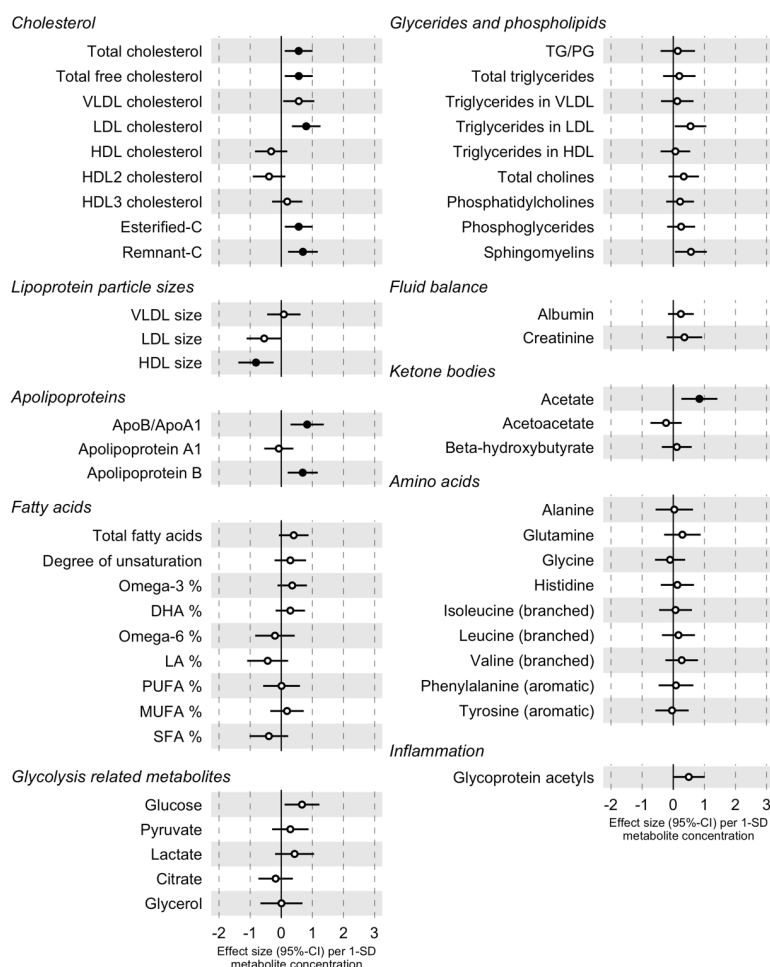 Cholesterol
Total cholesterol
Total free cholesterol
VLDL cholesterol
LDL cholesterol
HDL cholesterol
HDL2 cholesterol
HDL3 cholesterol
Esterified-C
Remnant-C
Lipoprotein particle sizes
VLDL size
LDL size
HDL size
Apolipoproteins
ApoB/ApoA1
Apolipoprotein A1
Apolipoprotein B
Fatty acids
Total fatty acids
Degree of unsaturation
Omega-3 %
DHA %
Omega-6 %
LA %
PUFA %
MUFA %
SFA %
Glycolysis related metabolites
Glucose
Pyruvate
Lactate
Citrate
Glycerol
-2 -1 0 1 2 3
Effect size (95%-CI) per 1-SD
metabolite concentration
Glycerides and phospholipids
TG/PG
Total triglycerides
Triglycerides in VLDL
Triglycerides in LDL
Triglycerides in HDL
Total cholines
Phosphatidylcholines
Phosphoglycerides
Sphingomyelins
Fluid balance
Albumin
Creatinine
Ketone bodies
Acetate
Acetoacetate
Beta-hydroxybutyrate
Amino acids
Alanine
Glutamine
Glycine
Histidine
Isoleucine (branched)
Leucine (branched)
Valine (branched)
Phenylalanine (aromatic)
Tyrosine (aromatic)
Inflammation
Glycoprotein acetyls
-2 -1 0 1 2 3
Effect size (95%-CI) per 1-SD
metabolite concentration